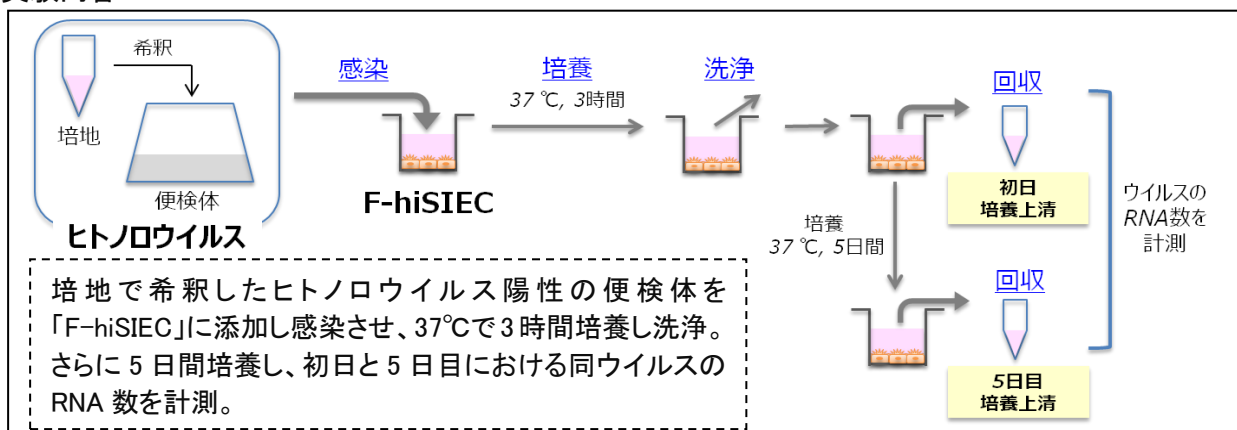 希釈
培地
便検体
ヒトノロウイルス
感染
F-hiSIEC
培養
37 ℃, 3時間
洗浄
回収
初日
培養上清
培養
37 ℃, 5日間
回収
5日目
培養上清
ウイルスの
RNA数を
計測
培地で希釈したヒトノロウイルス陽性の便検体を
「F-hiSIEC」に添加し感染させ、37℃で3時間培養し洗浄。
さらに 5 日間培養し、初日と 5 日目における同ウイルスの
RNA 数を計測。